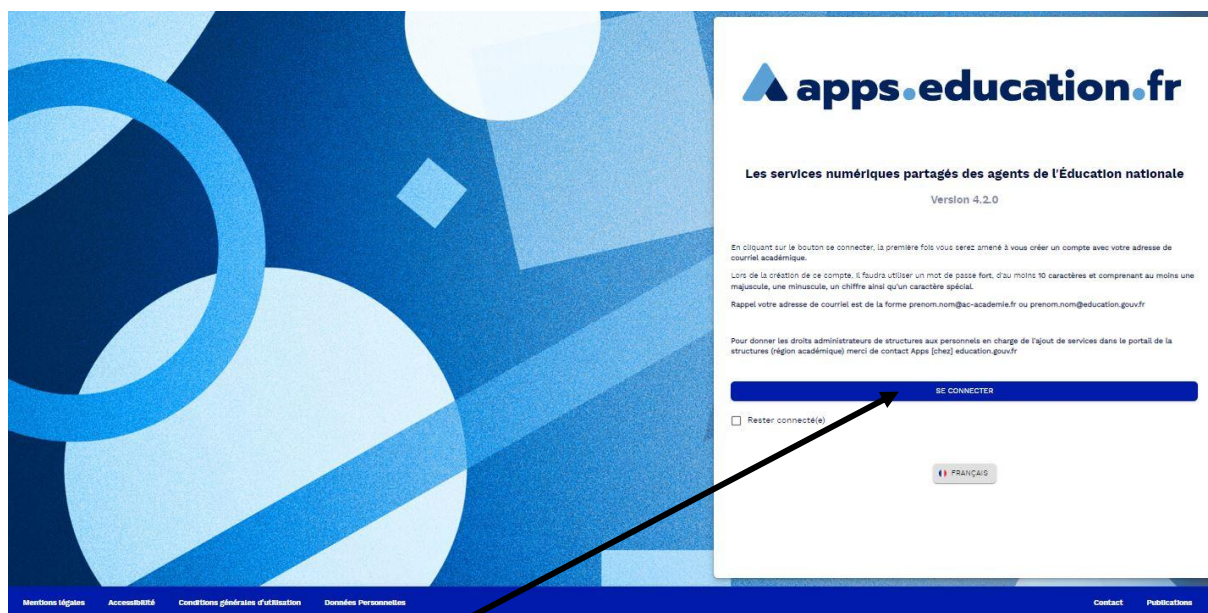 apps.education.fr
Les services numériques partagés des agents de l'Éducation nationale
Version 4.2.0
En cliquant sur le bouton se connecter, la première fois vous serez amené à vous créer un compte avec votre adresse de
courriel académique.
Lors de la création de ce compte, il faudra utiliser un mot de passe fort, d'au moins 10 caractères et comprenant au moins une
majuscule, une minuscule, un chiffre ainsi qu'un caractère spécial.
Rappel votre adresse de courriel est de la forme prenom.nom@ac-academie.fr ou prenom.nom@education.gouv.fr
Pour donner les droits administrateurs de structures aux personnels en charge de l'ajout de services dans le portail de la
structures (région académique) merci de contact Apps [chez] education.gouv.fr
SE CONNECTER
Rester connecté(e)
FRANÇAIS
Mentions légales Accessibilité Conditions générales d'utilisation Données Personnelles Contact Publications